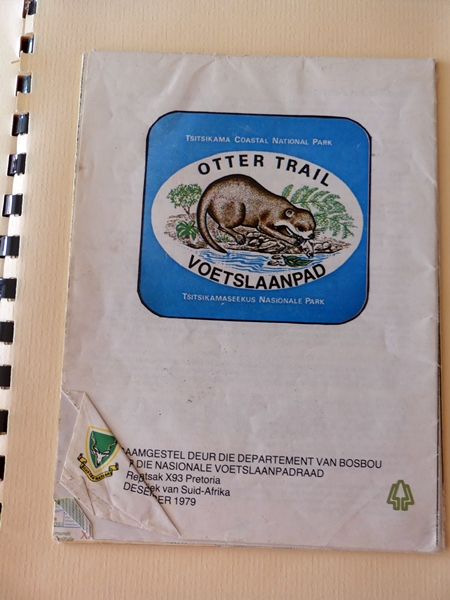 TSITSIKAMA COASTAL NATIONAL PARK
OTTER TRAIL
VOETSLAANPAD
TSITSIKAMASEEKUS NASIONALE PARK
AAMGESTEL DEUR DIE DEPARTEMENT VAN BOSBOU
DIE NASIONALE VOETSLAANPADRAAD
X93 Pretoria
van Suid-Afrika
1979